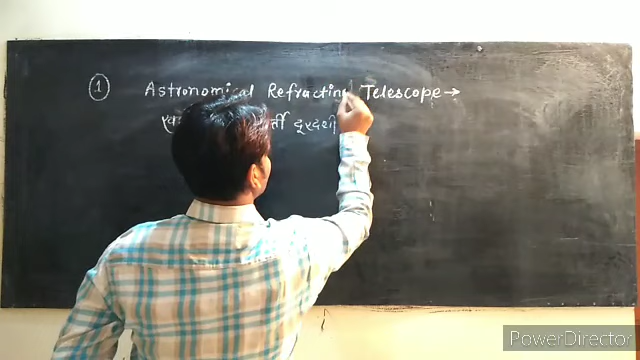 ① Astronomical Refracting Telescope →
दूरदर्शी
PowerDirector